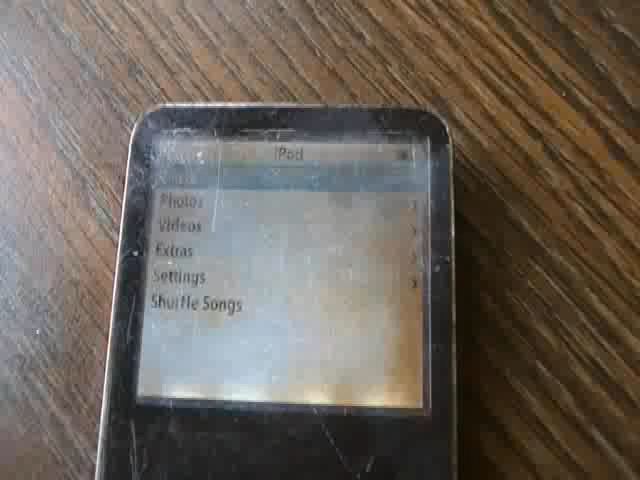 iPod
Photos
Videos
Extras
Settings
Shuffle Songs